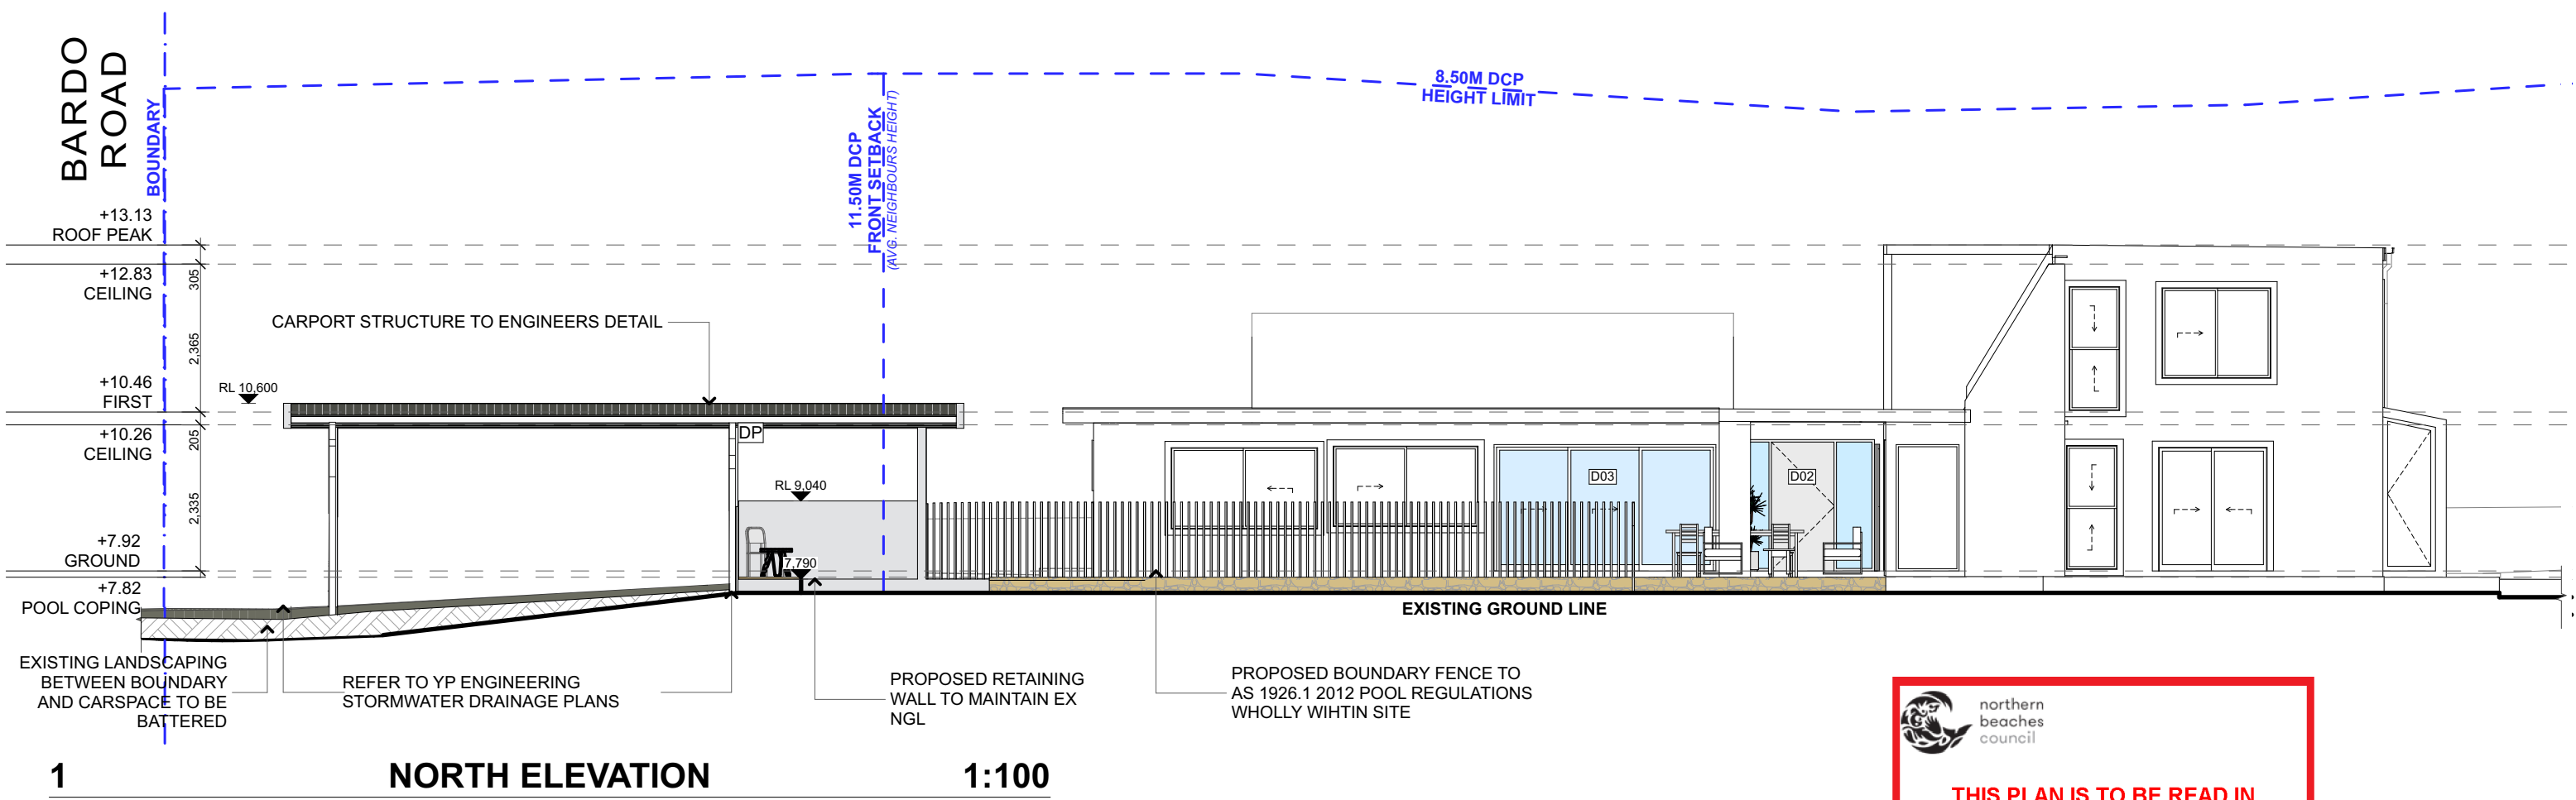 BARDO
ROAD
BOUNDARY
8.50M DCP
HEIGHT LIMIT
11.50M DCP
FRONT SETBACK
(AVG. NEIGHBOURS HEIGHT)
+13.13
ROOF PEAK
+12.83
CEILING
305
CARPORT STRUCTURE TO ENGINEERS DETAIL
2,365
+10.46
FIRST
RL 10,600
+10.26
CEILING
205
DP
RL 9,040
D03
D02
2,335
+7.92
GROUND
7,790
+7.82
POOL COPING
EXISTING GROUND LINE
EXISTING LANDSCAPING
BETWEEN BOUNDARY
AND CARSPACE TO BE
BATTERED
REFER TO YP ENGINEERING
STORMWATER DRAINAGE PLANS
PROPOSED RETAINING
WALL TO MAINTAIN EX
NGL
PROPOSED BOUNDARY FENCE TO
AS 1926.1 2012 POOL REGULATIONS
WHOLLY WIHTIN SITE
northern
beaches
council
THIS PLAN IS TO BE READ IN
1 NORTH ELEVATION 1:100